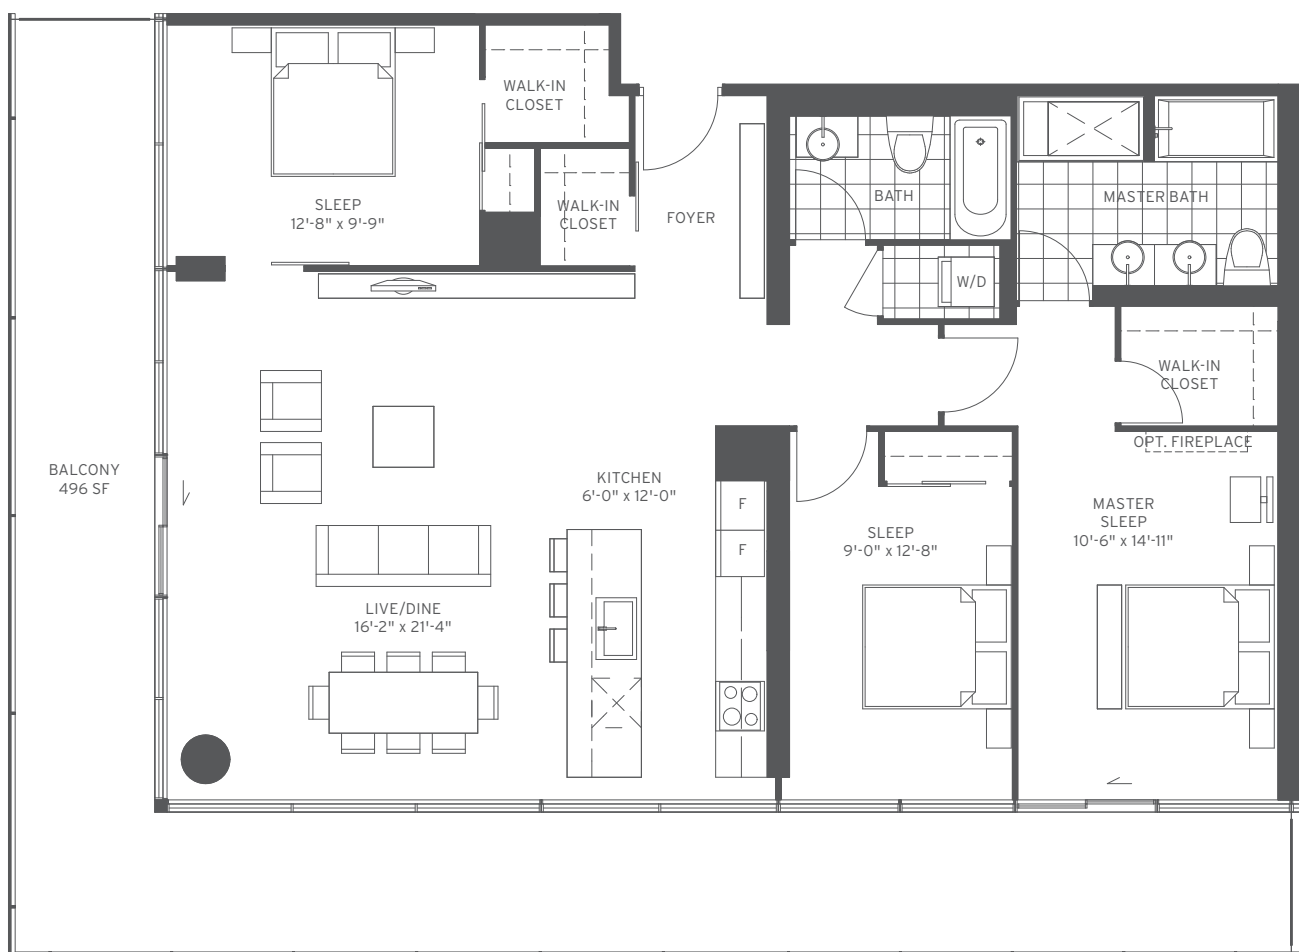 WALK-IN
CLOSET
SLEEP
12'-8" x 9'-9"
WALK-IN
CLOSET
FOYER
BATH
MASTER BATH
W/D
WALK-IN
CLOSET
OPT. FIREPLACE
BALCONY
496 SF
KITCHEN
6'-0" x 12'-0"
F
F
SLEEP
9'-0" x 12'-8"
MASTER
SLEEP
10'-6" x 14'-11"
LIVE/DINE
16'-2" x 21'-4"